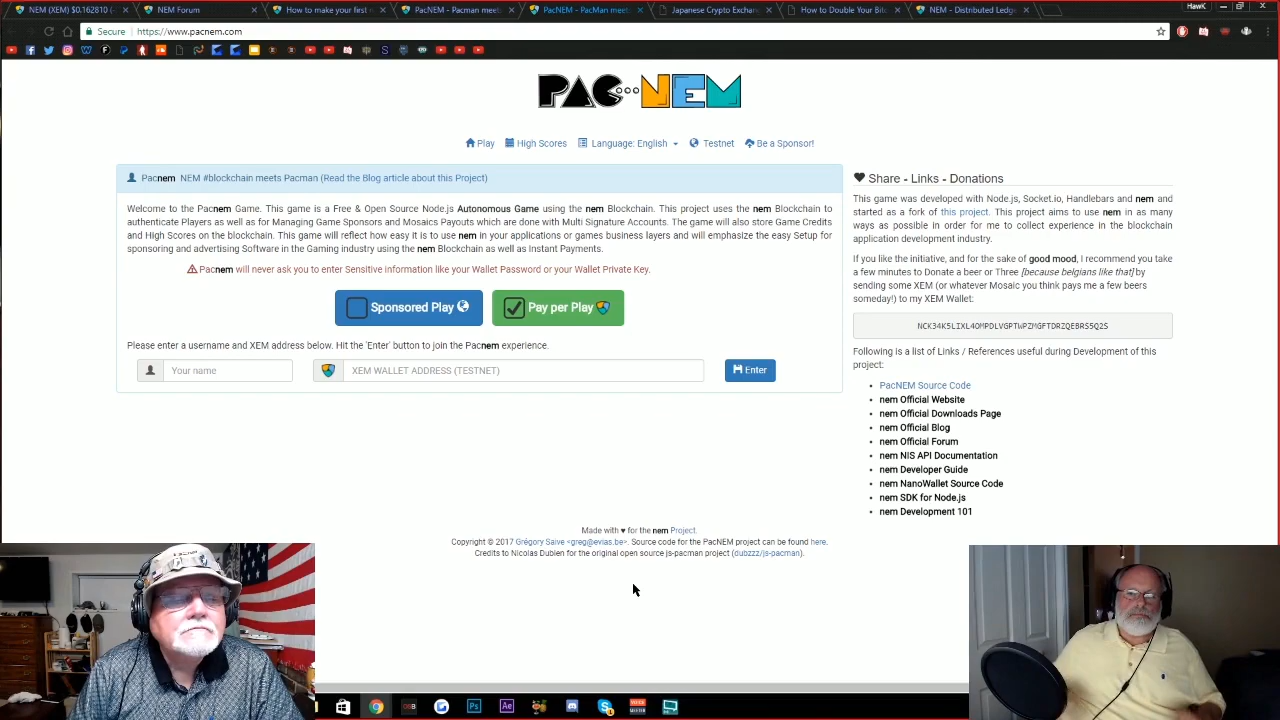 NEM (XEM) $0.162810
NEM Forum
How to make your first
PacNEM - Pacman meets
PacNEM - PacMan meets
Japanese Crypto Exchan
How to Double Your Bit
NEM - Distributed Ledg
HawK
Secure
https://www.pacnem.com
PAC NEM
Play
High Scores
Language: English
Testnet
Be a Sponsor!
Pacnem NEM #blockchain meets Pacman (Read the Blog article about this Project)
Welcome to the Pacnem Game. This game is a Free & Open Source Node.js Autonomous Game using the nem Blockchain. This project uses the nem Blockchain to
authenticate Players as well as for Managing Game Sponsors and Mosaics Payouts which are done with Multi Signature Accounts. The game will also store Game Credits
and High Scores on the blockchain. This game will reflect how easy it is to use nem in your applications or games business layers and will emphasize the easy Setup for
sponsoring and advertising Software in the Gaming industry using the nem Blockchain as well as Instant Payments.
Pacnem will never ask you to enter Sensitive information like your Wallet Password or your Wallet Private Key.
Sponsored Play
Pay per Play
Please enter a username and XEM address below. Hit the 'Enter' button to join the Pacnem experience.
Your name
XEM WALLET ADDRESS (TESTNET)
Enter
Share - Links - Donations
This game was developed with Node.js, Socket.io, Handlebars and nem and
started as a fork of this project. This project aims to use nem in as many
ways as possible in order for me to collect experience in the blockchain
application development industry.
If you like the initiative, and for the sake of good mood, I recommend you take
a few minutes to Donate a beer or Three [because belgians like that] by
sending some XEM (or whatever Mosaic you think pays me a few beers
someday!) to my XEM Wallet:
NCK34K5LIXL4OMPDLVGPTWPZMGFTDRZQEBRS5Q2S
Following is a list of Links / References useful during Development of this
project:
PacNEM Source Code
nem Official Website
nem Official Downloads Page
nem Official Blog
nem Official Forum
nem NIS API Documentation
nem Developer Guide
nem NanoWallet Source Code
nem SDK for Node.js
nem Development 101
Made with ♥ for the nem Project.
Copyright © 2017 Grégory Saive <greg@evias.be>. Source code for the PacNEM project can be found here.
Credits to Nicolas Dubien for the original open source js-pacman project (dubzzz/js-pacman).